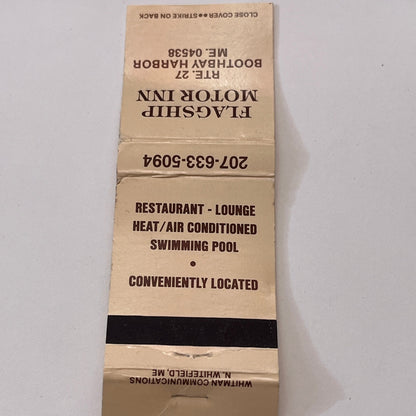 CLOSE COVER • • STRIKE ON BACK
FLAGSHIP
MOTOR INN
RTE. 27
BOOTHBAY HARBOR
ME. 04538
207-633-5094
RESTAURANT - LOUNGE
HEAT/AIR CONDITIONED
SWIMMING POOL
•
CONVENIENTLY LOCATED
WHITMAN COMMUNICATIONS
N. WHITEFIELD, ME